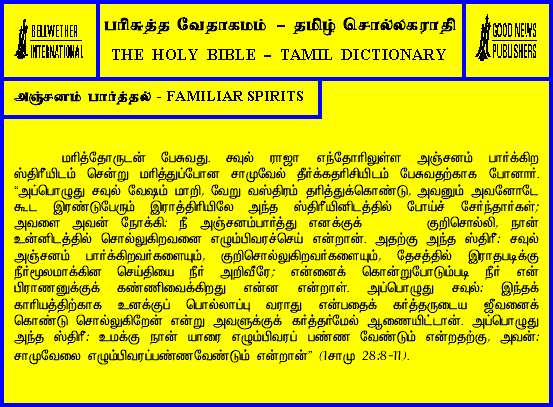 BELLWETHER
INTERNATIONAL
பரிசுத்த வேதாகமம் – தமிழ் சொல்லகராதி
THE HOLY BIBLE – TAMIL DICTIONARY
GOOD NEWS
PUBLISHERS
அஞ்சனம் பார்த்தல் - FAMILIAR SPIRITS
மரித்தோருடன் பேசுவது. சவுல் ராஜா எந்தோரிலுள்ள அஞ்சனம் பார்க்கிற
ஸ்திரீயிடம் சென்று மரித்துப்போன சாமுவேல் தீர்க்கதரிசியிடம் பேசுவதற்காக போனார்.
“அப்பொழுது சவுல் வேஷம் மாறி, வேறு வஸ்திரம் தரித்துக்கொண்டு, அவனும் அவனோடே
கூட இரண்டுபேரும் இராத்திரியிலே அந்த ஸ்திரீயினிடத்தில் போய்ச் சேர்ந்தார்கள்;
அவளை அவன் நோக்கி: நீ அஞ்சனம்பார்த்து எனக்குக் குறிசொல்லி, நான்
உன்னிடத்தில் சொல்லுகிறவனை எழும்பிவரச்செய் என்றான். அதற்கு அந்த ஸ்திரீ: சவுல்
அஞ்சனம் பார்க்கிறவர்களையும், குறிசொல்லுகிறவர்களையும், தேசத்தில் இராதபடிக்கு
நிர்மூலமாக்கின செய்தியை நீர் அறிவீரே; என்னைக் கொன்றுபோடும்படி நீர் என்
பிராணனுக்குக் கண்ணிவைக்கிறது என்ன என்றாள். அப்பொழுது சவுல்: இந்தக்
காரியத்திற்காக உனக்குப் பொல்லாப்பு வராது என்பதைக் கர்த்தருடைய ஜீவனைக்
கொண்டு சொல்லுகிறேன் என்று அவளுக்குக் கர்த்தர்மேல் ஆணையிட்டான். அப்பொழுது
அந்த ஸ்திரீ: உமக்கு நான் யாரை எழும்பிவரப் பண்ண வேண்டும் என்றதற்கு, அவன்:
சாமுவேலை எழும்பிவரப்பண்ணவேண்டும் என்றான்” (1சாமு 28:8-11).